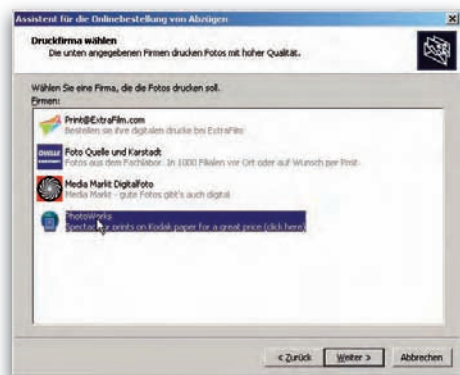 Assistent für die Onlinebestellung von Abzügen
Druckfirma wählen
Die unten angegebenen Firmen drucken Fotos mit hoher Qualität.
Wählen Sie eine Firma, die die Fotos drucken soll.
Firmen:
Print@ExtraFilm.com
Bestellen sie ihre digitalen drucke bei ExtraFilm
QUELLE
Foto Quelle und Karstadt
Fotos aus dem Fachlabor. In 1000 Filialen vor Ort oder auf Wunsch per Post
Media Markt Digitalfoto
Media Markt - gute Fotos gibt's auch digital
PhotoWorks
Spectacular prints on Kodak paper for a great price (click here)
< Zurück Weiter > Abbrechen